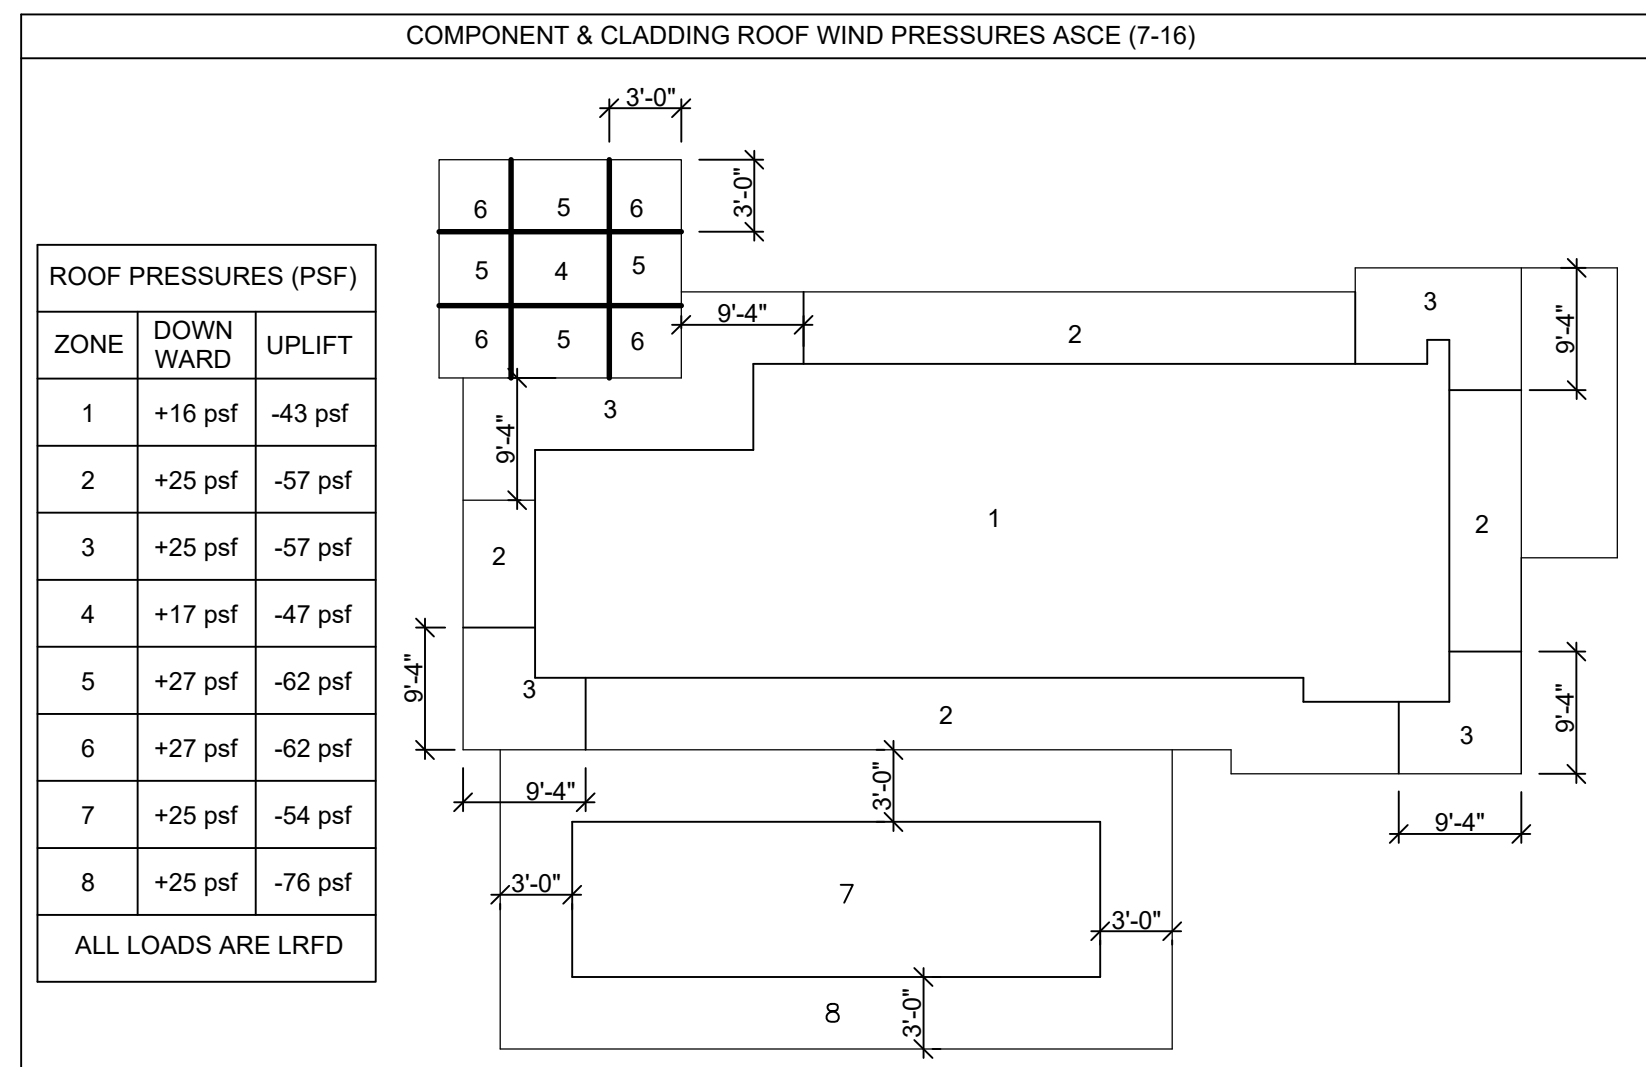 COMPONENT & CLADDING ROOF WIND PRESSURES ASCE (7-16)
3'-0"
3'-0"
6 5 6
5 4 5
6 5 6
ROOF PRESSURES (PSF)
ZONE DOWN WARD UPLIFT
1 +16 psf -43 psf
2 +25 psf -57 psf
3 +25 psf -57 psf
4 +17 psf -47 psf
5 +27 psf -62 psf
6 +27 psf -62 psf
7 +25 psf -54 psf
8 +25 psf -76 psf
ALL LOADS ARE LRFD
9'-4"
2
3
9'-4"
3
9'-4"
1
2
2
9'-4"
3
2
3
9'-4"
9'-4"
3'-0"
9'-4"
3'-0"
7
3'-0"
8
3'-0"